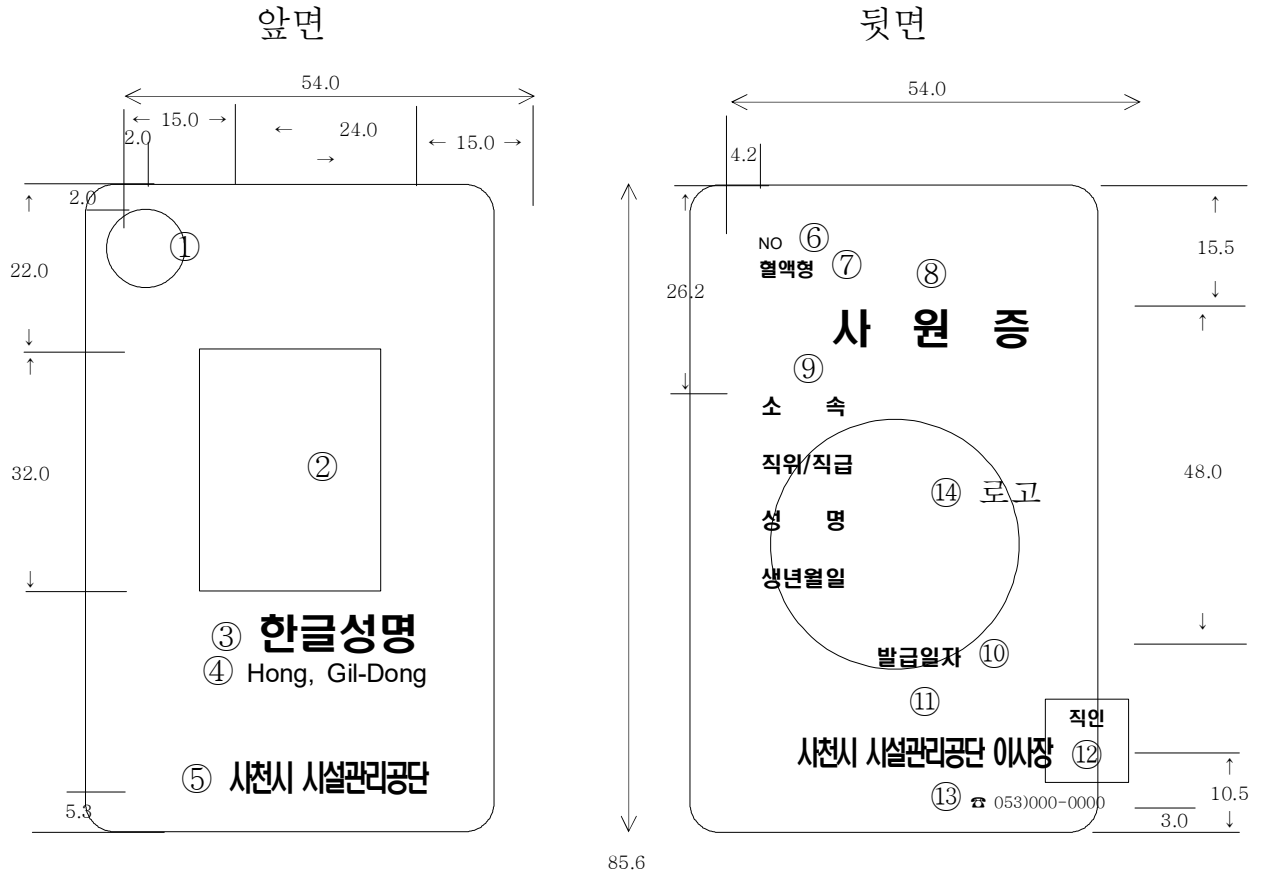 앞면
54.0
← 15.0 →
← 24.0 →
← 15.0 →
2.0
2.0
①
22.0
↓
↑
②
32.0
↓
③ 한글성명
④ Hong, Gil-Dong
⑤ 사천시 시설관리공단
5.3
85.6
뒷면
54.0
4.2
↑
26.2
↓
NO ⑥
혈액형 ⑦
⑧
사 원 증
⑨
소 속
직위/직급
⑭ 로고
성 명
생년월일
발급일자 ⑩
⑪
직인
사천시 시설관리공단 이사장 ⑫
⑬ ☎ 053)000-0000
↑
15.5
↓
↑
48.0
↓
↑
10.5
↓
3.0